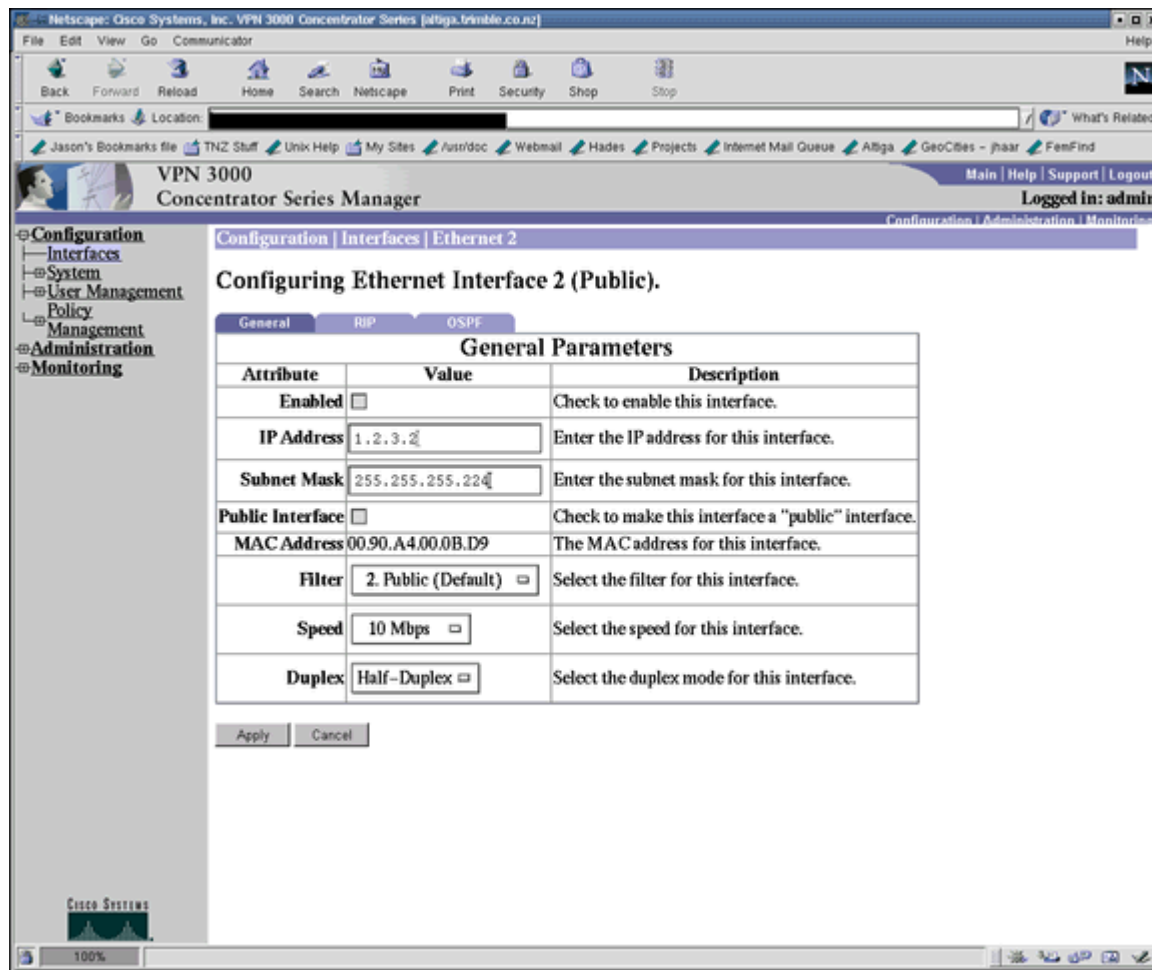 Netscape: Cisco Systems, Inc. VPN 3000 Concentrator Series [altiga.trimble.co.nz]
File Edit View Go Communicator Help
Back Forward Reload Home Search Netscape Print Security Shop Stop
N
Bookmarks Location: What's Related
Jason's Bookmarks file TNZ Stuff Unix Help My Sites /usr/doc Webmail Hades Projects Internet Mail Queue Altiga GeoCities - jhaar FemFind
VPN 3000
Concentrator Series Manager
Main | Help | Support | Logout
Logged in: admin
Configuration | Administration | Monitoring
Configuration
Interfaces
System
User Management
Policy
Management
Administration
Monitoring
Configuration | Interfaces | Ethernet 2
Configuring Ethernet Interface 2 (Public).
General RIP OSPF
General Parameters
Attribute Value Description
Enabled Check to enable this interface.
IP Address 1.2.3.2 Enter the IP address for this interface.
Subnet Mask 255.255.255.224 Enter the subnet mask for this interface.
Public Interface Check to make this interface a "public" interface.
MAC Address 00.90.A4.00.0B.D9 The MAC address for this interface.
Filter 2. Public (Default) Select the filter for this interface.
Speed 10 Mbps Select the speed for this interface.
Duplex Half-Duplex Select the duplex mode for this interface.
Apply Cancel
Cisco Systems
100%